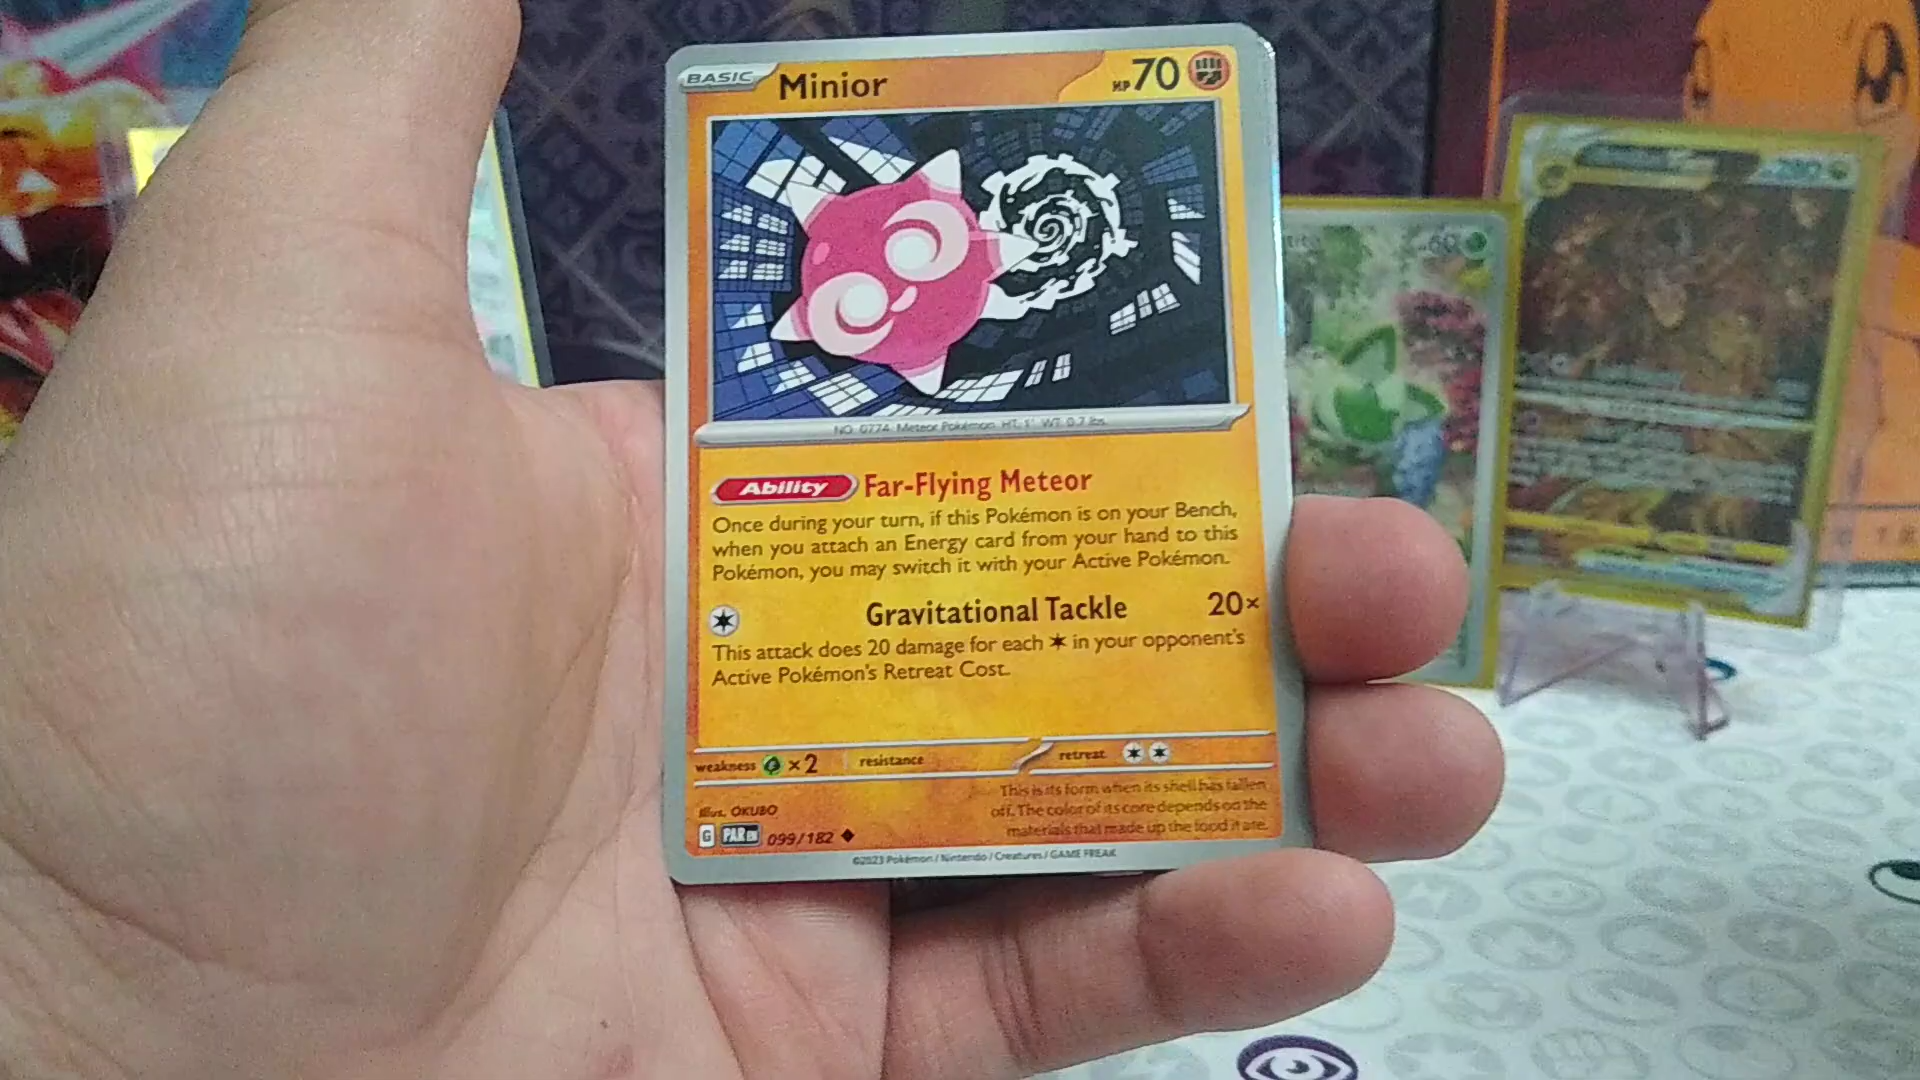 BASIC Minior HP 70
NO. 0774 Meteor Pokémon HT. 1' WT. 0.7 lbs.
Ability Far-Flying Meteor
Once during your turn, if this Pokémon is on your Bench,
when you attach an Energy card from your hand to this
Pokémon, you may switch it with your Active Pokémon.
Gravitational Tackle 20×
This attack does 20 damage for each in your opponent's
Active Pokémon's Retreat Cost.
weakness ×2 resistance retreat
This is its form when its shell has fallen
off. The color of its core depends on the
materials that made up the food it ate.
Illus. OKUBO
G PAR EN 099/182
©2023 Pokémon / Nintendo / Creatures / GAME FREAK
60
280